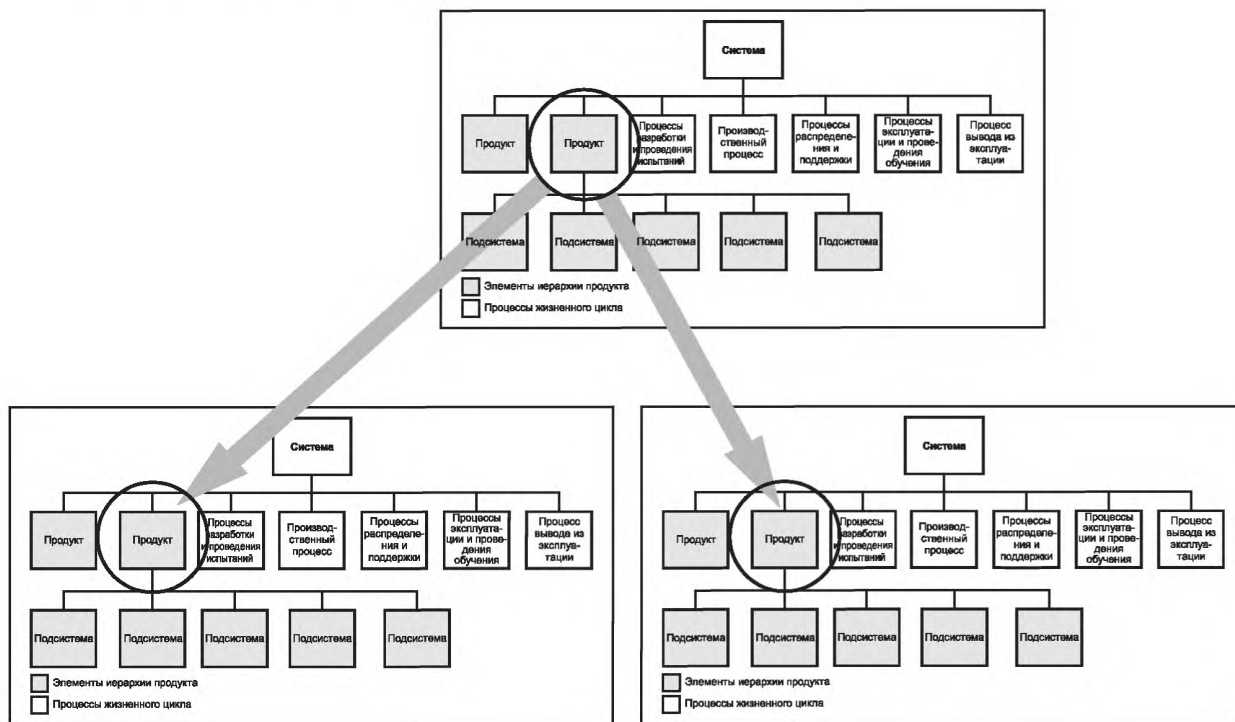 Система
Продукт
Продукт
Процессы
разработки
и проведения
испытаний
Производ-
ственный
процесс
Процессы
распределе-
ния и
поддержки
Процессы
эксплуата-
ции и прове-
дения
обучения
Процесс
вывода из
эксплуа-
тации
Подсистема
Подсистема
Подсистема
Подсистема
Подсистема
Элементы иерархии продукта
Процессы жизненного цикла
Система
Продукт
Продукт
Процессы
разработки
и проведения
испытаний
Производ-
ственный
процесс
Процессы
распределе-
ния и
поддержки
Процессы
эксплуата-
ции и прове-
дения
обучения
Процесс
вывода из
эксплуа-
тации
Подсистема
Подсистема
Подсистема
Подсистема
Подсистема
Элементы иерархии продукта
Процессы жизненного цикла
Система
Продукт
Продукт
Процессы
разработки
и проведения
испытаний
Производ-
ственный
процесс
Процессы
распределе-
ния и
поддержки
Процессы
эксплуата-
ции и прове-
дения
обучения
Процесс
вывода из
эксплуа-
тации
Подсистема
Подсистема
Подсистема
Подсистема
Подсистема
Элементы иерархии продукта
Процессы жизненного цикла